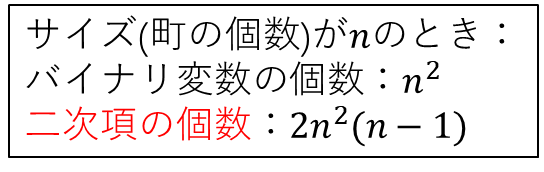 サイズ(町の個数)がnのとき：
バイナリ変数の個数：n²
二次項の個数：2n²(n − 1)